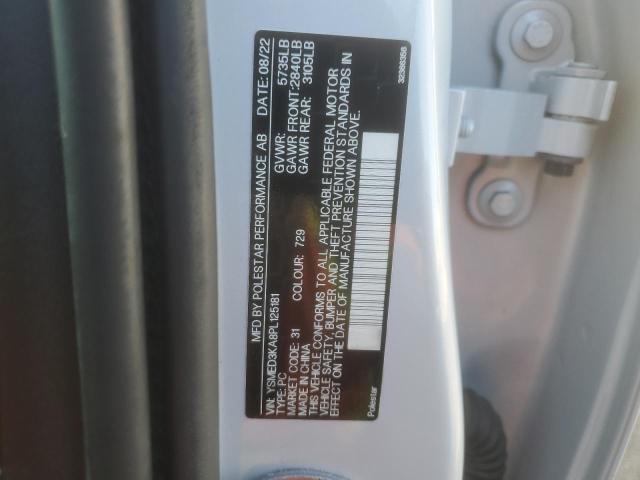 MFD BY POLESTAR PERFORMANCE AB DATE: 08/22
VIN: YSMED3KA8PL125181 GVWR: 5735LB
TYPE: PC GAWR FRONT: 2840LB
MARKET CODE: 31 COLOUR: 729 GAWR REAR: 3105LB
MADE IN CHINA
THIS VEHICLE CONFORMS TO ALL APPLICABLE FEDERAL MOTOR
VEHICLE SAFETY, BUMPER AND THEFT PREVENTION STANDARDS IN
EFFECT ON THE DATE OF MANUFACTURE SHOWN ABOVE.
Polestar 32388358